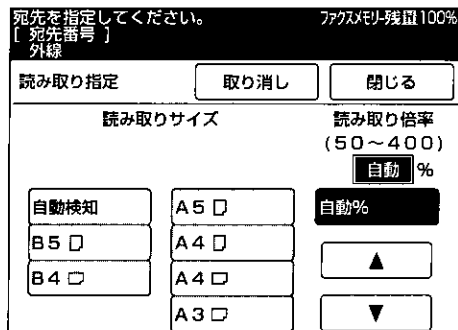 宛先を指定してください。 ファクスメモリー残量100%
[ 宛先番号 ]
外線
読み取り指定 取り消し 閉じる
読み取りサイズ 読み取り倍率
(50~400)
自動 %
自動検知 A5 自動%
B5 A4
B4 A4 ▲
A3 ▼